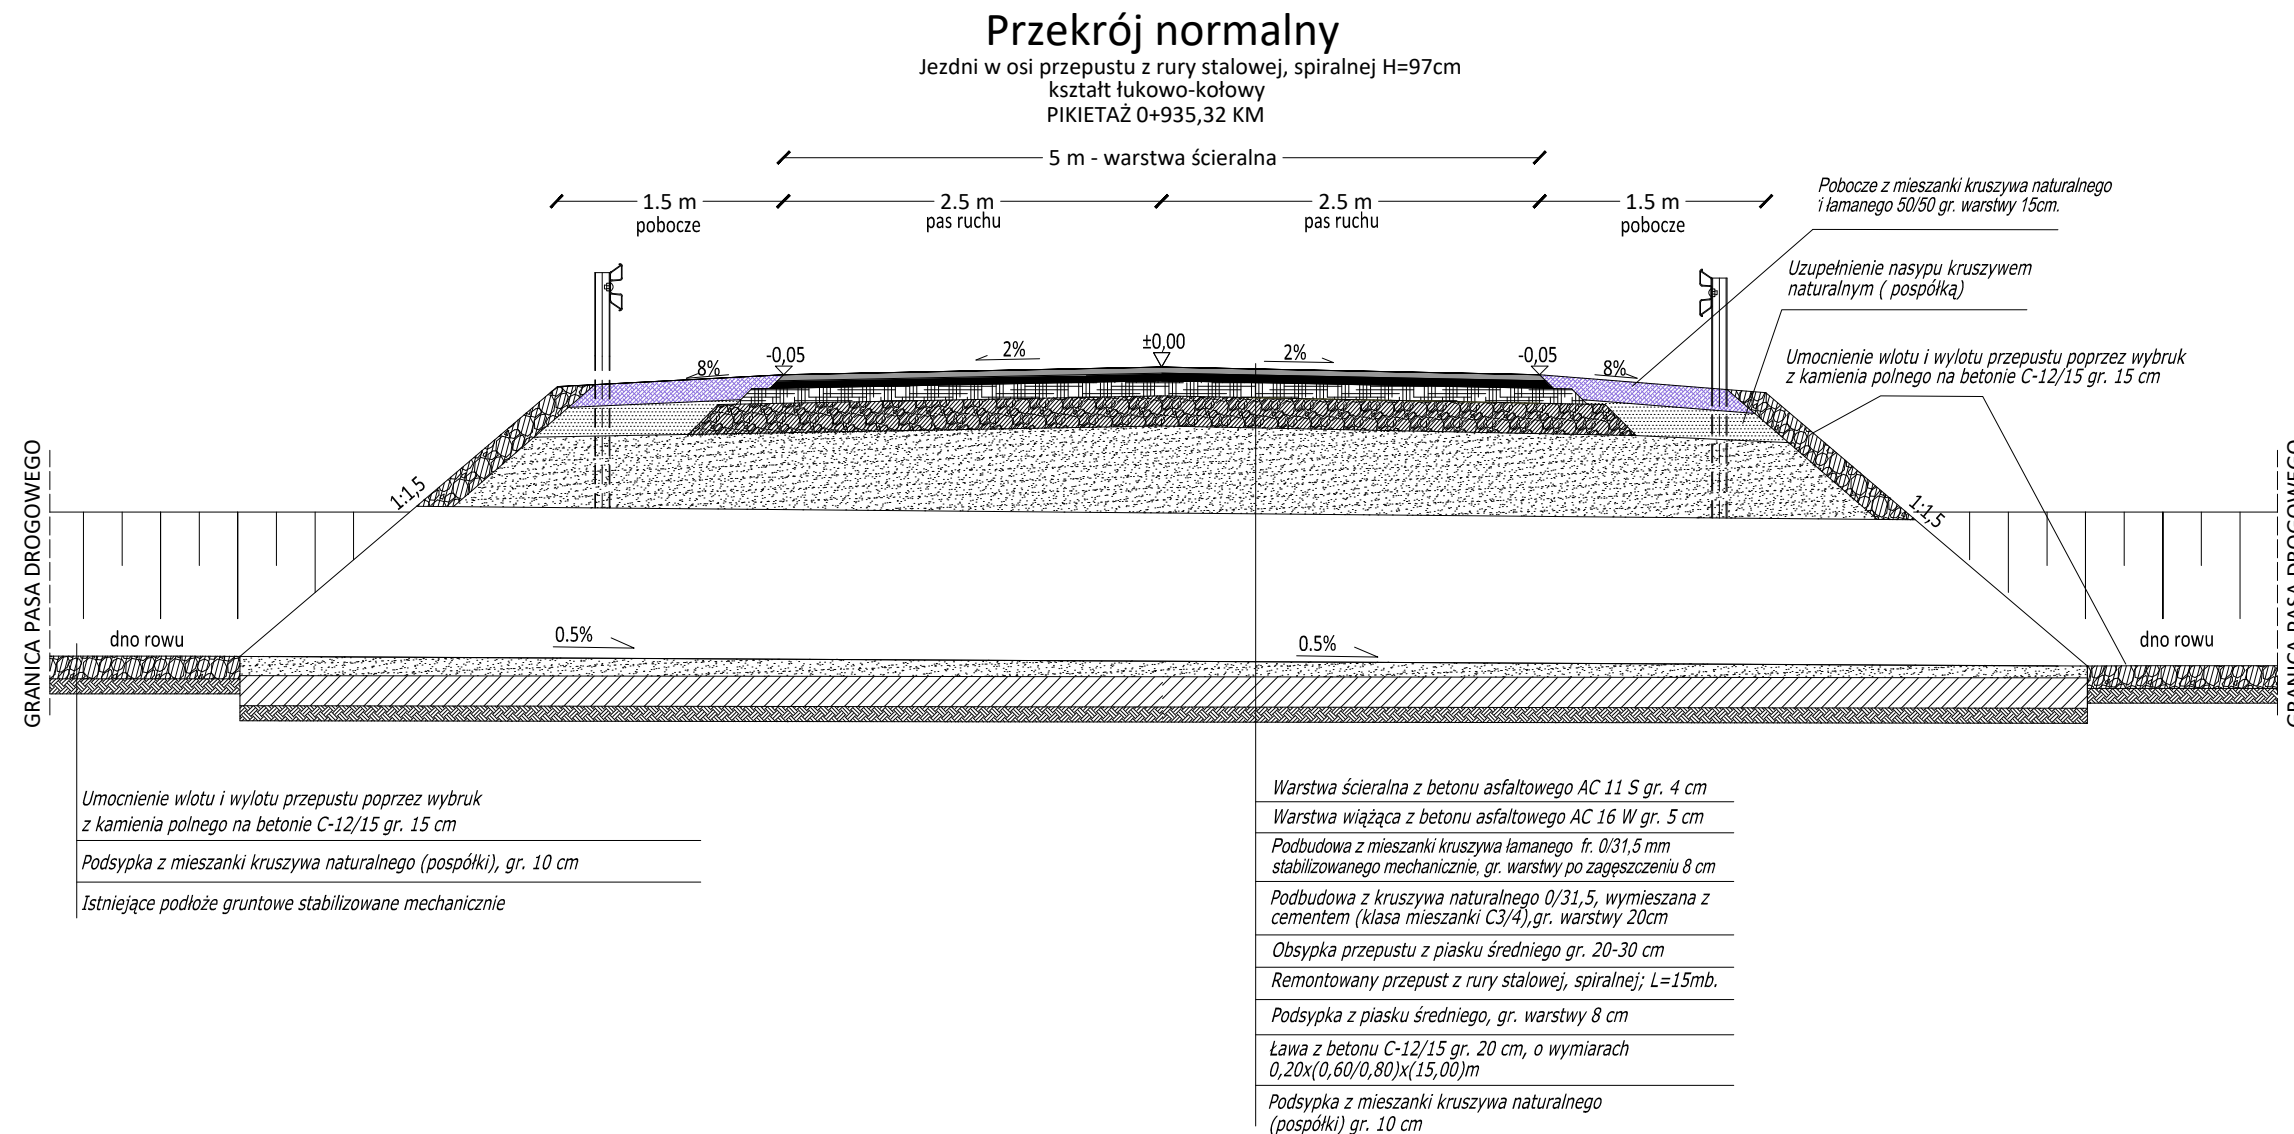 Przekrój normalny
Jezdni w osi przepustu z rury stalowej, spiralnej H=97cm
kształt łukowo-kołowy
PIKIETAŻ 0+935,32 KM
5 m - warstwa ścieralna
1.5 m
pobocze
2.5 m
pas ruchu
2.5 m
pas ruchu
1.5 m
pobocze
Pobocze z mieszanki kruszywa naturalnego
i łamanego 50/50 gr. warstwy 15cm.
Uzupełnienie nasypu kruszywem
naturalnym ( pospółką)
Umocnienie wlotu i wylotu przepustu poprzez wybruk
z kamienia polnego na betonie C-12/15 gr. 15 cm
8%
-0,05
2%
±0,00
2%
-0,05
8%
1:1,5
1:1,5
GRANICA PASA DROGOWEGO
GRANICA PASA DROGOWEGO
dno rowu
0.5%
0.5%
dno rowu
Umocnienie wlotu i wylotu przepustu poprzez wybruk
z kamienia polnego na betonie C-12/15 gr. 15 cm
Podsypka z mieszanki kruszywa naturalnego (pospółki), gr. 10 cm
Istniejące podłoże gruntowe stabilizowane mechanicznie
Warstwa ścieralna z betonu asfaltowego AC 11 S gr. 4 cm
Warstwa wiążąca z betonu asfaltowego AC 16 W gr. 5 cm
Podbudowa z mieszanki kruszywa łamanego fr. 0/31,5 mm
stabilizowanego mechanicznie, gr. warstwy po zagęszczeniu 8 cm
Podbudowa z kruszywa naturalnego 0/31,5, wymieszana z
cementem (klasa mieszanki C3/4),gr. warstwy 20cm
Obsypka przepustu z piasku średniego gr. 20-30 cm
Remontowany przepust z rury stalowej, spiralnej; L=15mb.
Podsypka z piasku średniego, gr. warstwy 8 cm
Ława z betonu C-12/15 gr. 20 cm, o wymiarach
0,20x(0,60/0,80)x(15,00)m
Podsypka z mieszanki kruszywa naturalnego
(pospółki) gr. 10 cm